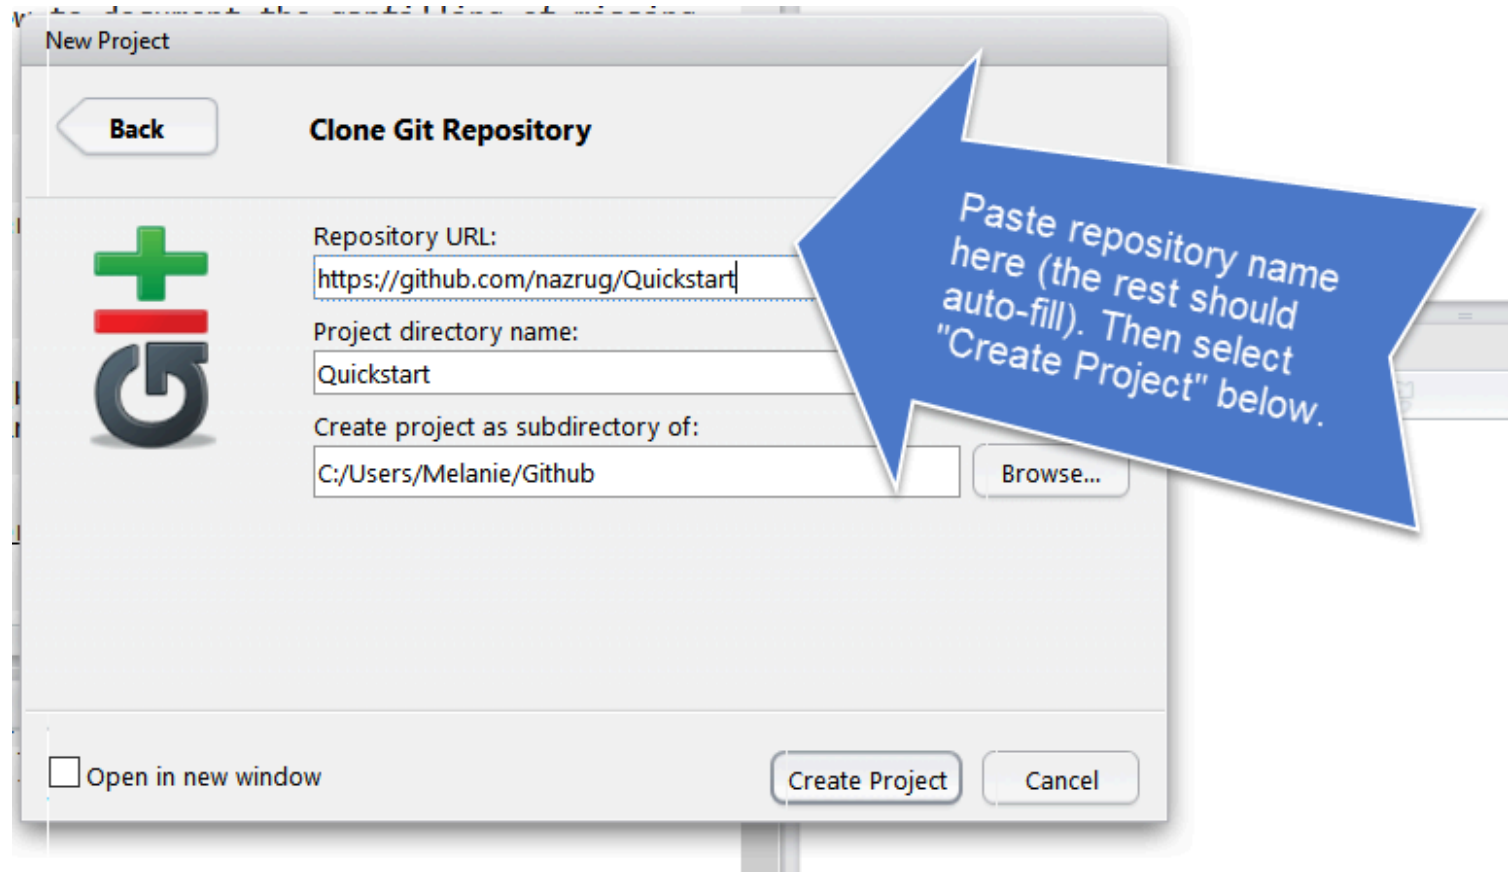 New Project
Back
Clone Git Repository
Repository URL:
https://github.com/nazrug/Quickstart
Project directory name:
Quickstart
Create project as subdirectory of:
C:/Users/Melanie/Github
Browse...
Paste repository name
here (the rest should
auto-fill). Then select
"Create Project" below.
Open in new window
Create Project
Cancel